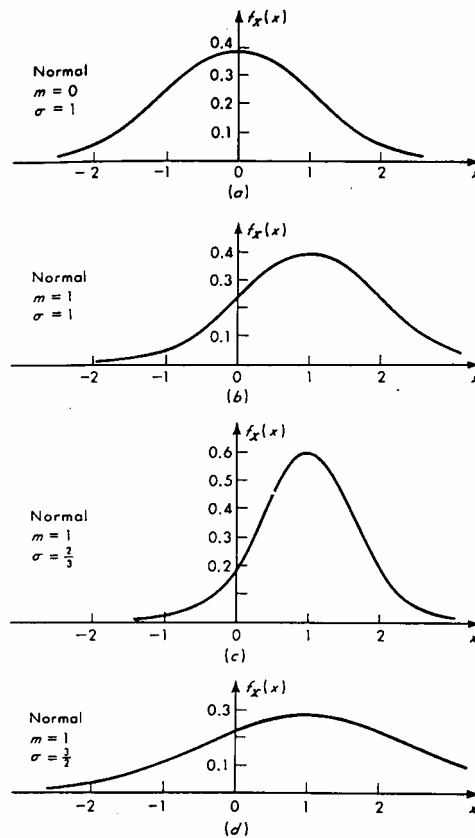 f_X(x)
0.4
0.3
0.2
0.1
Normal
m = 0
σ = 1
−2 −1 0 1 2 x
(a)
f_X(x)
0.4
0.3
0.2
0.1
Normal
m = 1
σ = 1
−2 −1 0 1 2 x
(b)
f_X(x)
0.6
0.5
0.4
0.3
0.2
Normal
m = 1
σ = 2/3
−2 −1 0 1 2 x
(c)
f_X(x)
0.3
0.1
Normal
m = 1
σ = 3/2
−2 −1 0 1 2 x
(d)